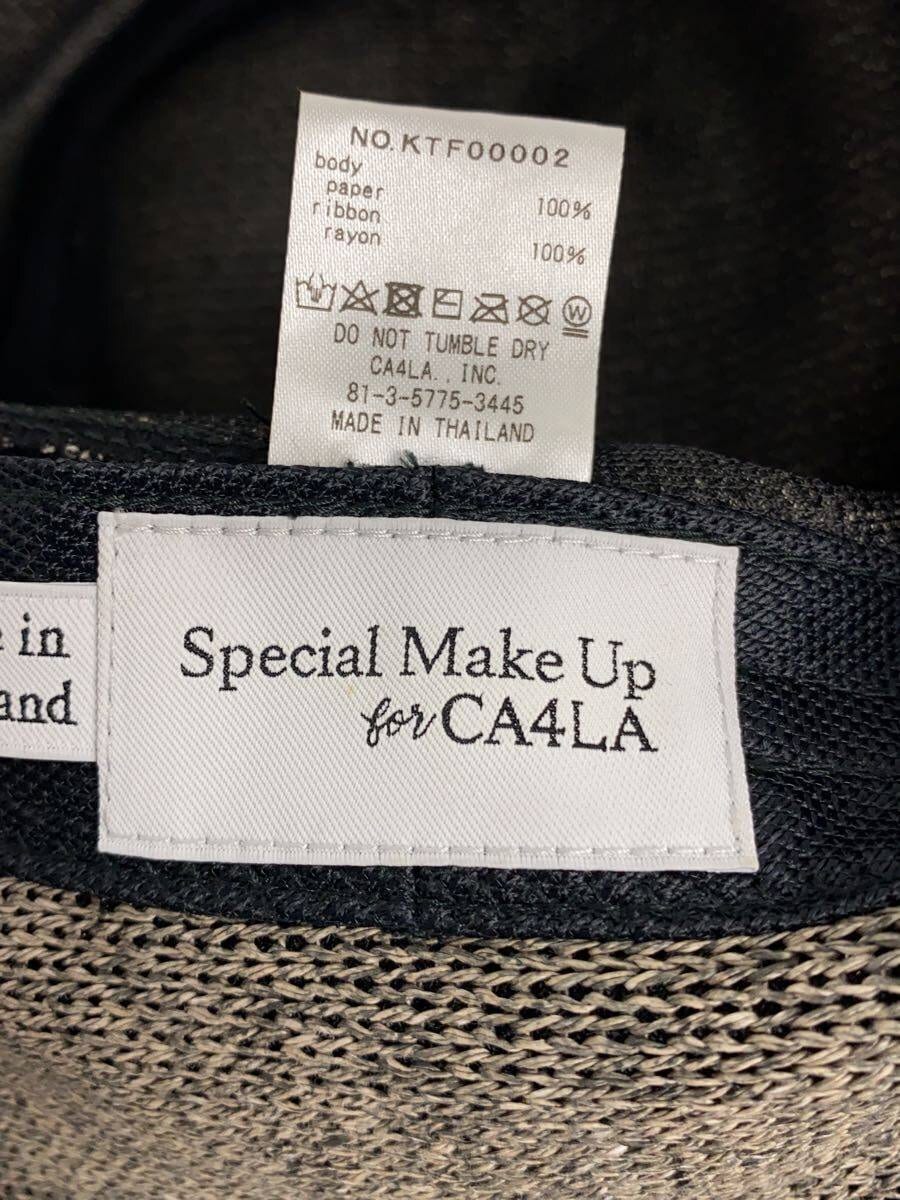 NO.KTF00002
body
paper 100%
ribbon
rayon 100%
W
DO NOT TUMBLE DRY
CA4LA., INC.
81-3-5775-3445
MADE IN THAILAND
in
and
Special Make Up
for CA4LA